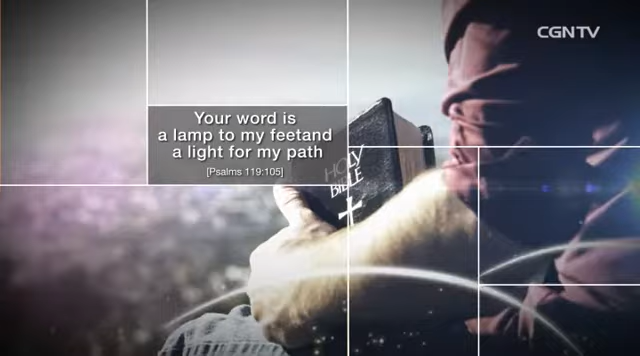 CGNTV
Your word is
a lamp to my feetand
a light for my path
[Psalms 119:105]
HOLY
BIBLE